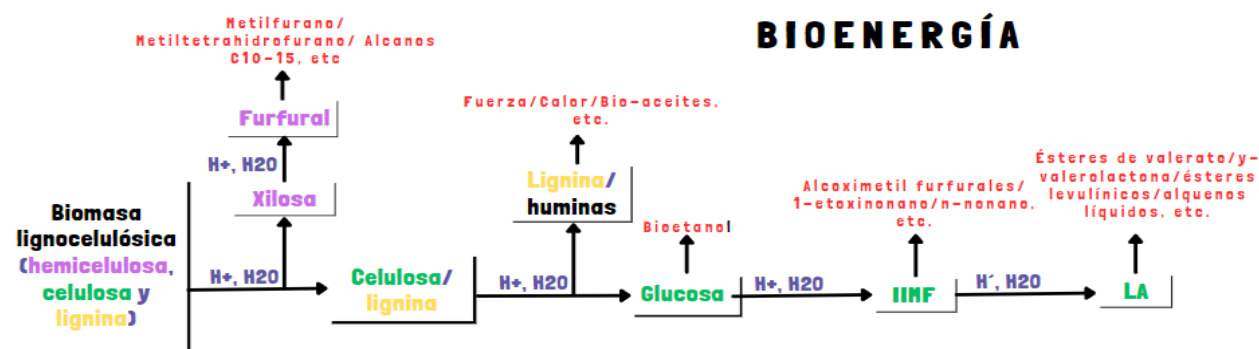 BIOENERGÍA
Metilfurano/
Metiltetrahidrofurano/ Alcanos
C10-15, etc
Furfural
H+, H2O
Xilosa
Biomasa
lignocelulósica
(hemicelulosa,
celulosa y
lignina)
H+, H2O
Celulosa/
lignina
Fuerza/Calor/Bio-aceites,
etc.
Lignina/
huminas
H+, H2O
Bioetanol
Glucosa
H+, H2O
Alcoximetil furfurales/
1-etoxinonano/n-nonano,
etc.
IIMF
H´, H2O
Ésteres de valerato/y-
valerolactona/ésteres
levulínicos/alquenos
líquidos, etc.
LA